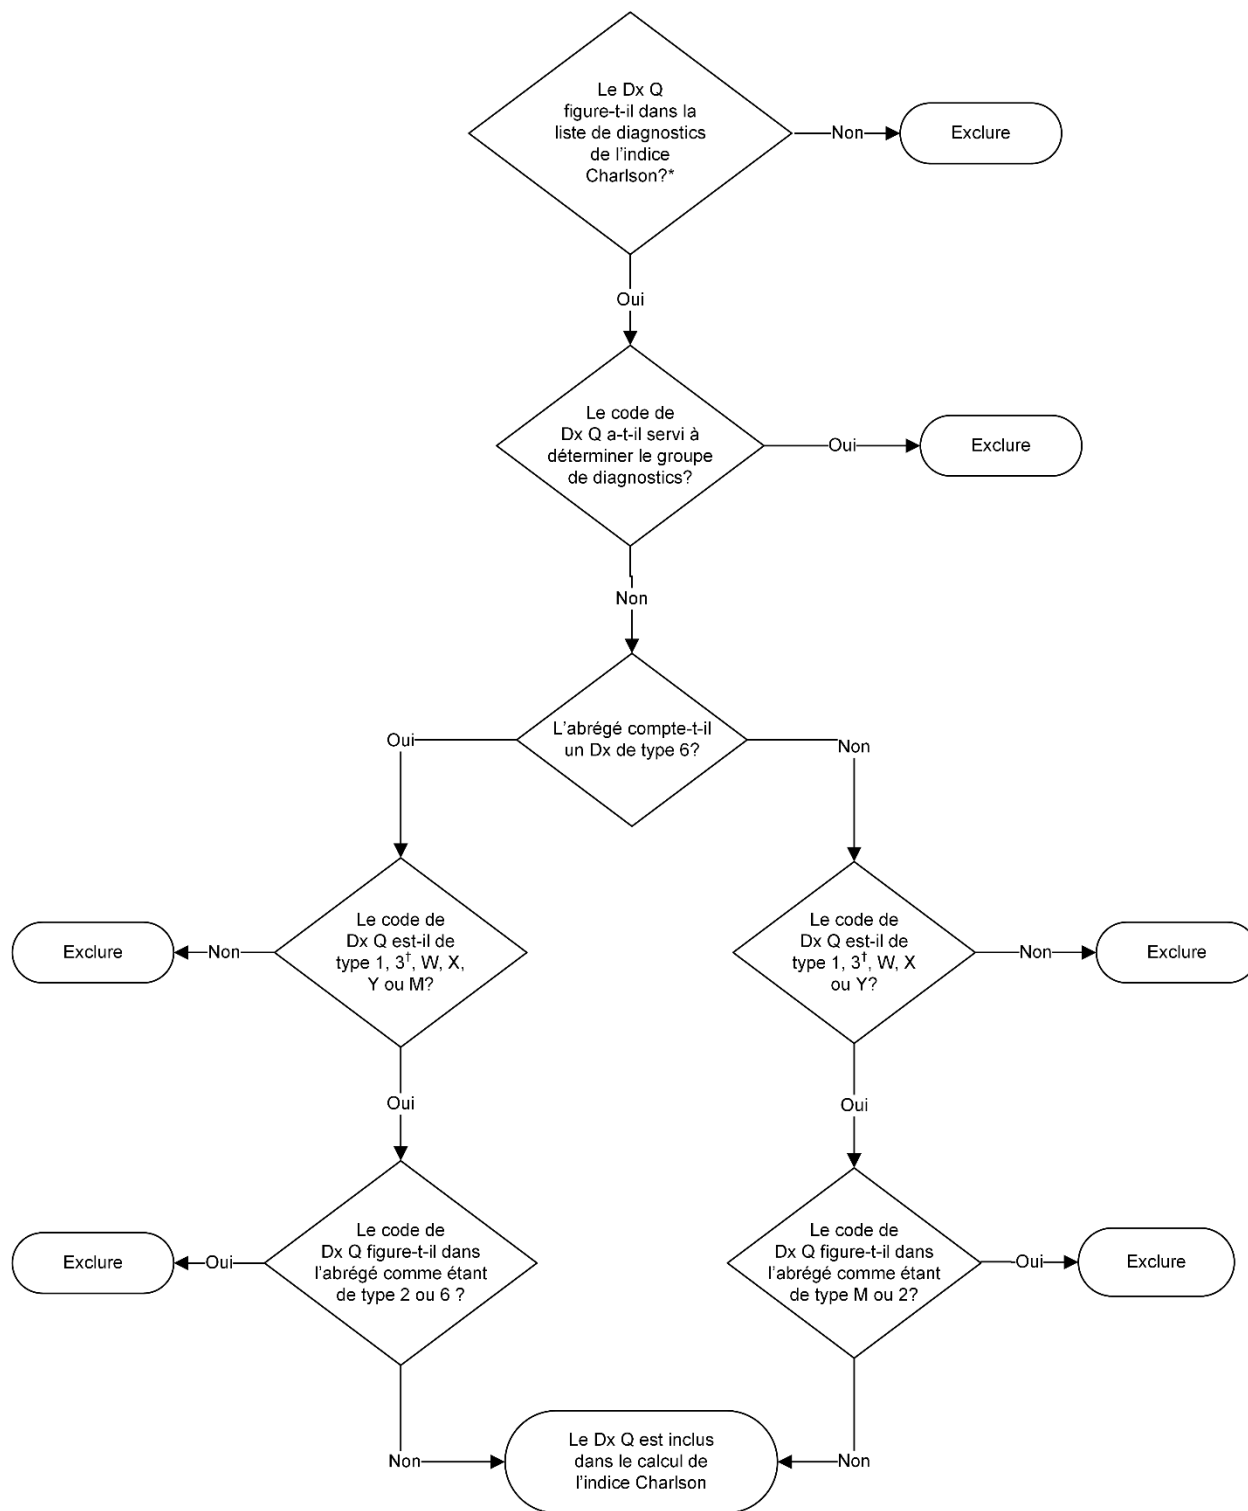 Le Dx Q
figure-t-il dans la
liste de diagnostics
de l'indice
Charlson?*
Non
Exclure
Oui
Le code de
Dx Q a-t-il servi à
déterminer le groupe
de diagnostics?
Oui
Exclure
Non
L'abrégé compte-t-il
un Dx de type 6?
Oui
Non
Le code de
Dx Q est-il de
type 1, 3†, W, X,
Y ou M?
Non
Exclure
Le code de
Dx Q est-il de
type 1, 3†, W, X
ou Y?
Non
Exclure
Oui
Oui
Le code de
Dx Q figure-t-il dans
l'abrégé comme étant
de type 2 ou 6 ?
Oui
Exclure
Le code de
Dx Q figure-t-il dans
l'abrégé comme étant
de type M ou 2?
Oui
Exclure
Non
Non
Le Dx Q est inclus
dans le calcul de
l'indice Charlson